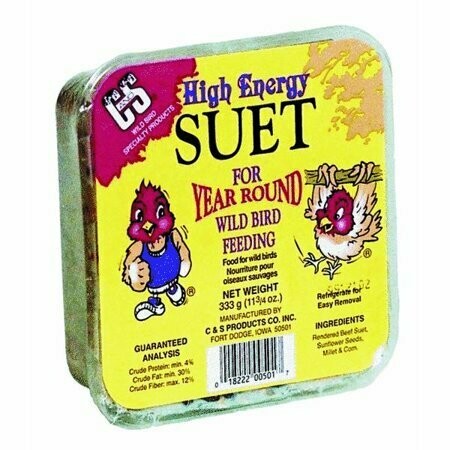 C&S
WILD BIRD
SPECIALTY PRODUCTS
High Energy
SUET
FOR
YEAR ROUND
WILD BIRD
FEEDING
Food for wild birds
Nourriture pour
oiseaux sauvages
NET WEIGHT
333 g (11 3/4 oz.)
MANUFACTURED BY
C & S PRODUCTS CO. INC.
FORT DODGE, IOWA 50501
®
®
Refrigerate for
Easy Removal
GUARANTEED
ANALYSIS
Crude Protein: min. 4%
Crude Fat: min. 30%
Crude Fiber: max. 12%
INGREDIENTS
Rendered Beef Suet,
Sunflower Seeds,
Millet & Corn.
0 18222 00501 7